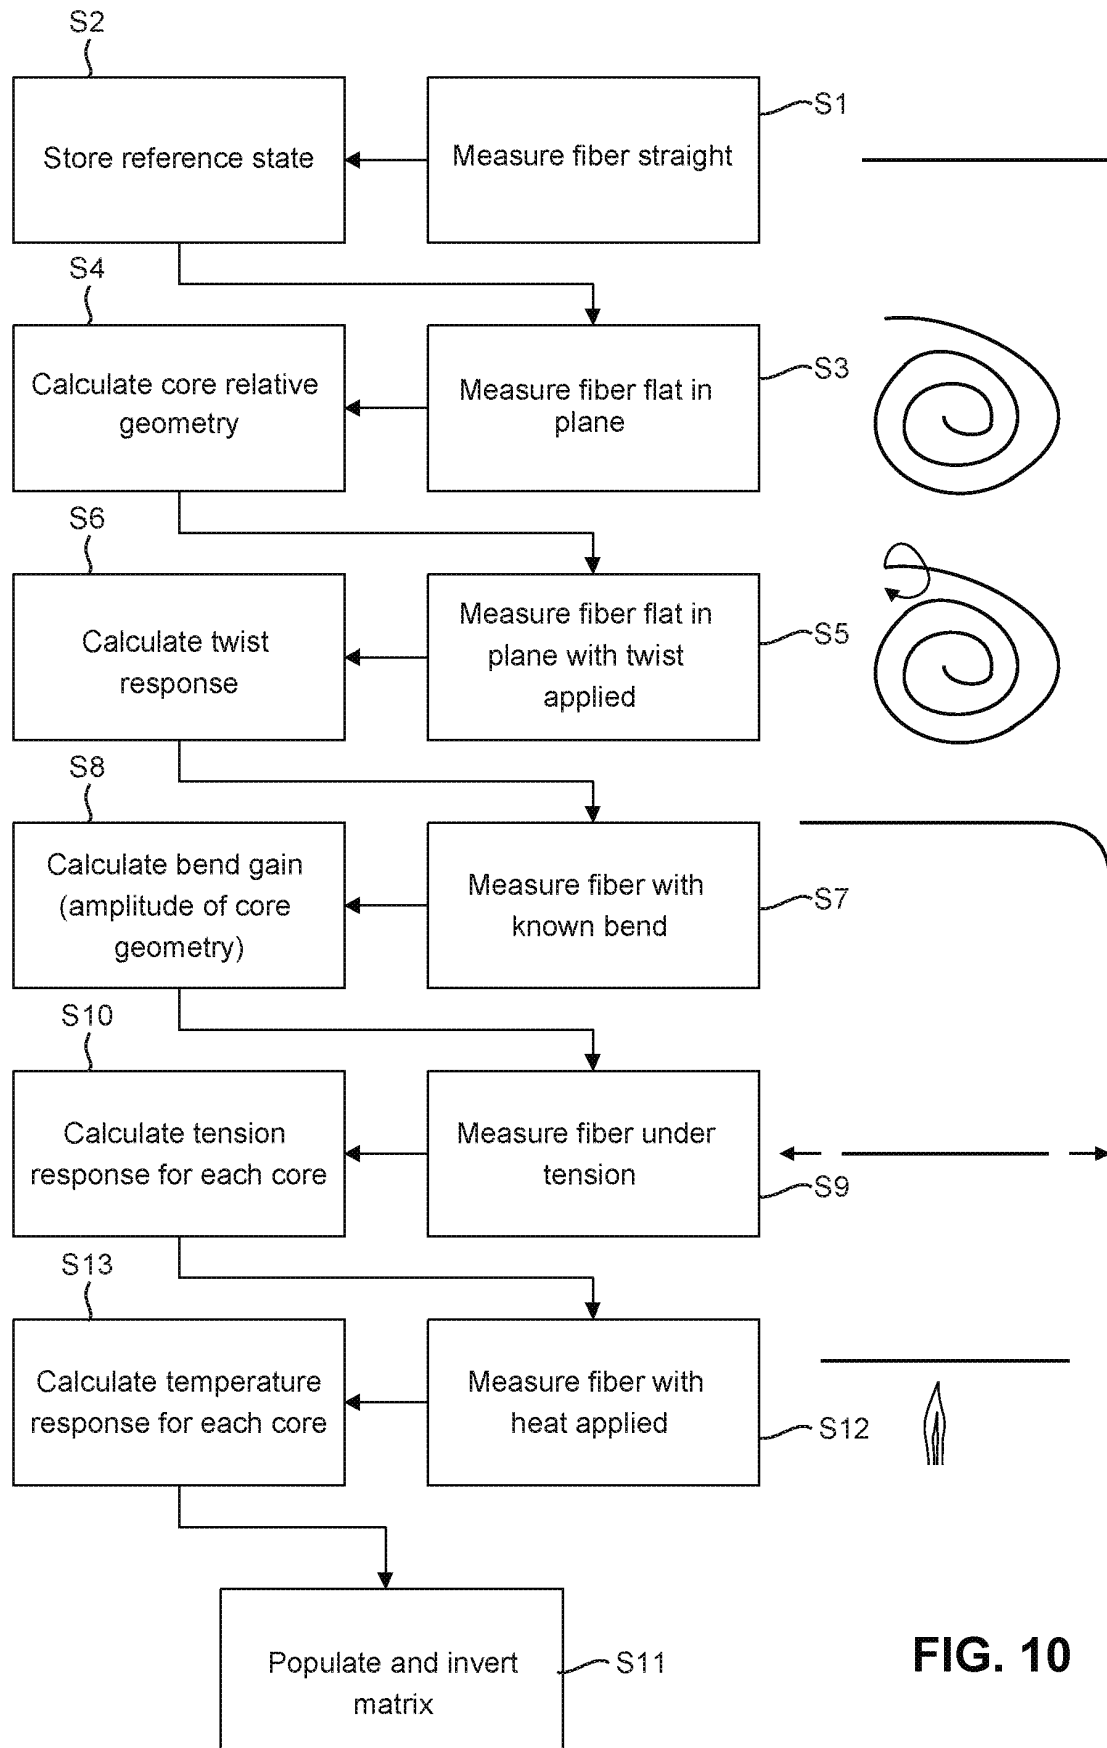 S2
S1
Store reference state
Measure fiber straight
S4
S3
Calculate core relative
geometry
Measure fiber flat in
plane
S6
S5
Calculate twist
response
Measure fiber flat in
plane with twist
applied
S8
S7
Calculate bend gain
(amplitude of core
geometry)
Measure fiber with
known bend
S10
S9
Calculate tension
response for each core
Measure fiber under
tension
S13
S12
Calculate temperature
response for each core
Measure fiber with
heat applied
Populate and invert
matrix
S11
FIG. 10